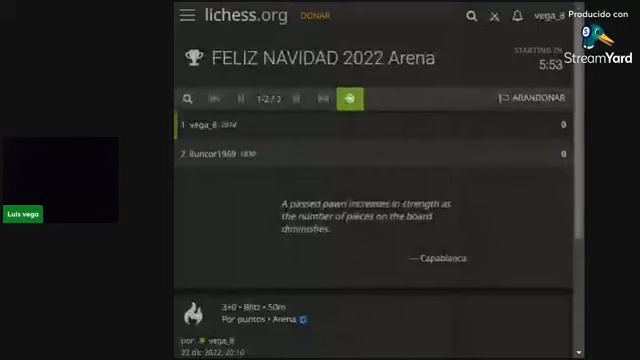 lichess.org DONAR vega_8
Producido con
StreamYard
FELIZ NAVIDAD 2022 Arena
STARTING IN
5:53
1-2 / 2
ABANDONAR
1 vega_8 0
2 lluncor1969 0
A passed pawn increases in strength as
the number of pieces on the board
diminishes.
— Capablanca
Luis vega
3+0 • Blitz • 50m
Por puntos • Arena
por vega_8
22 dic 2022, 20:10